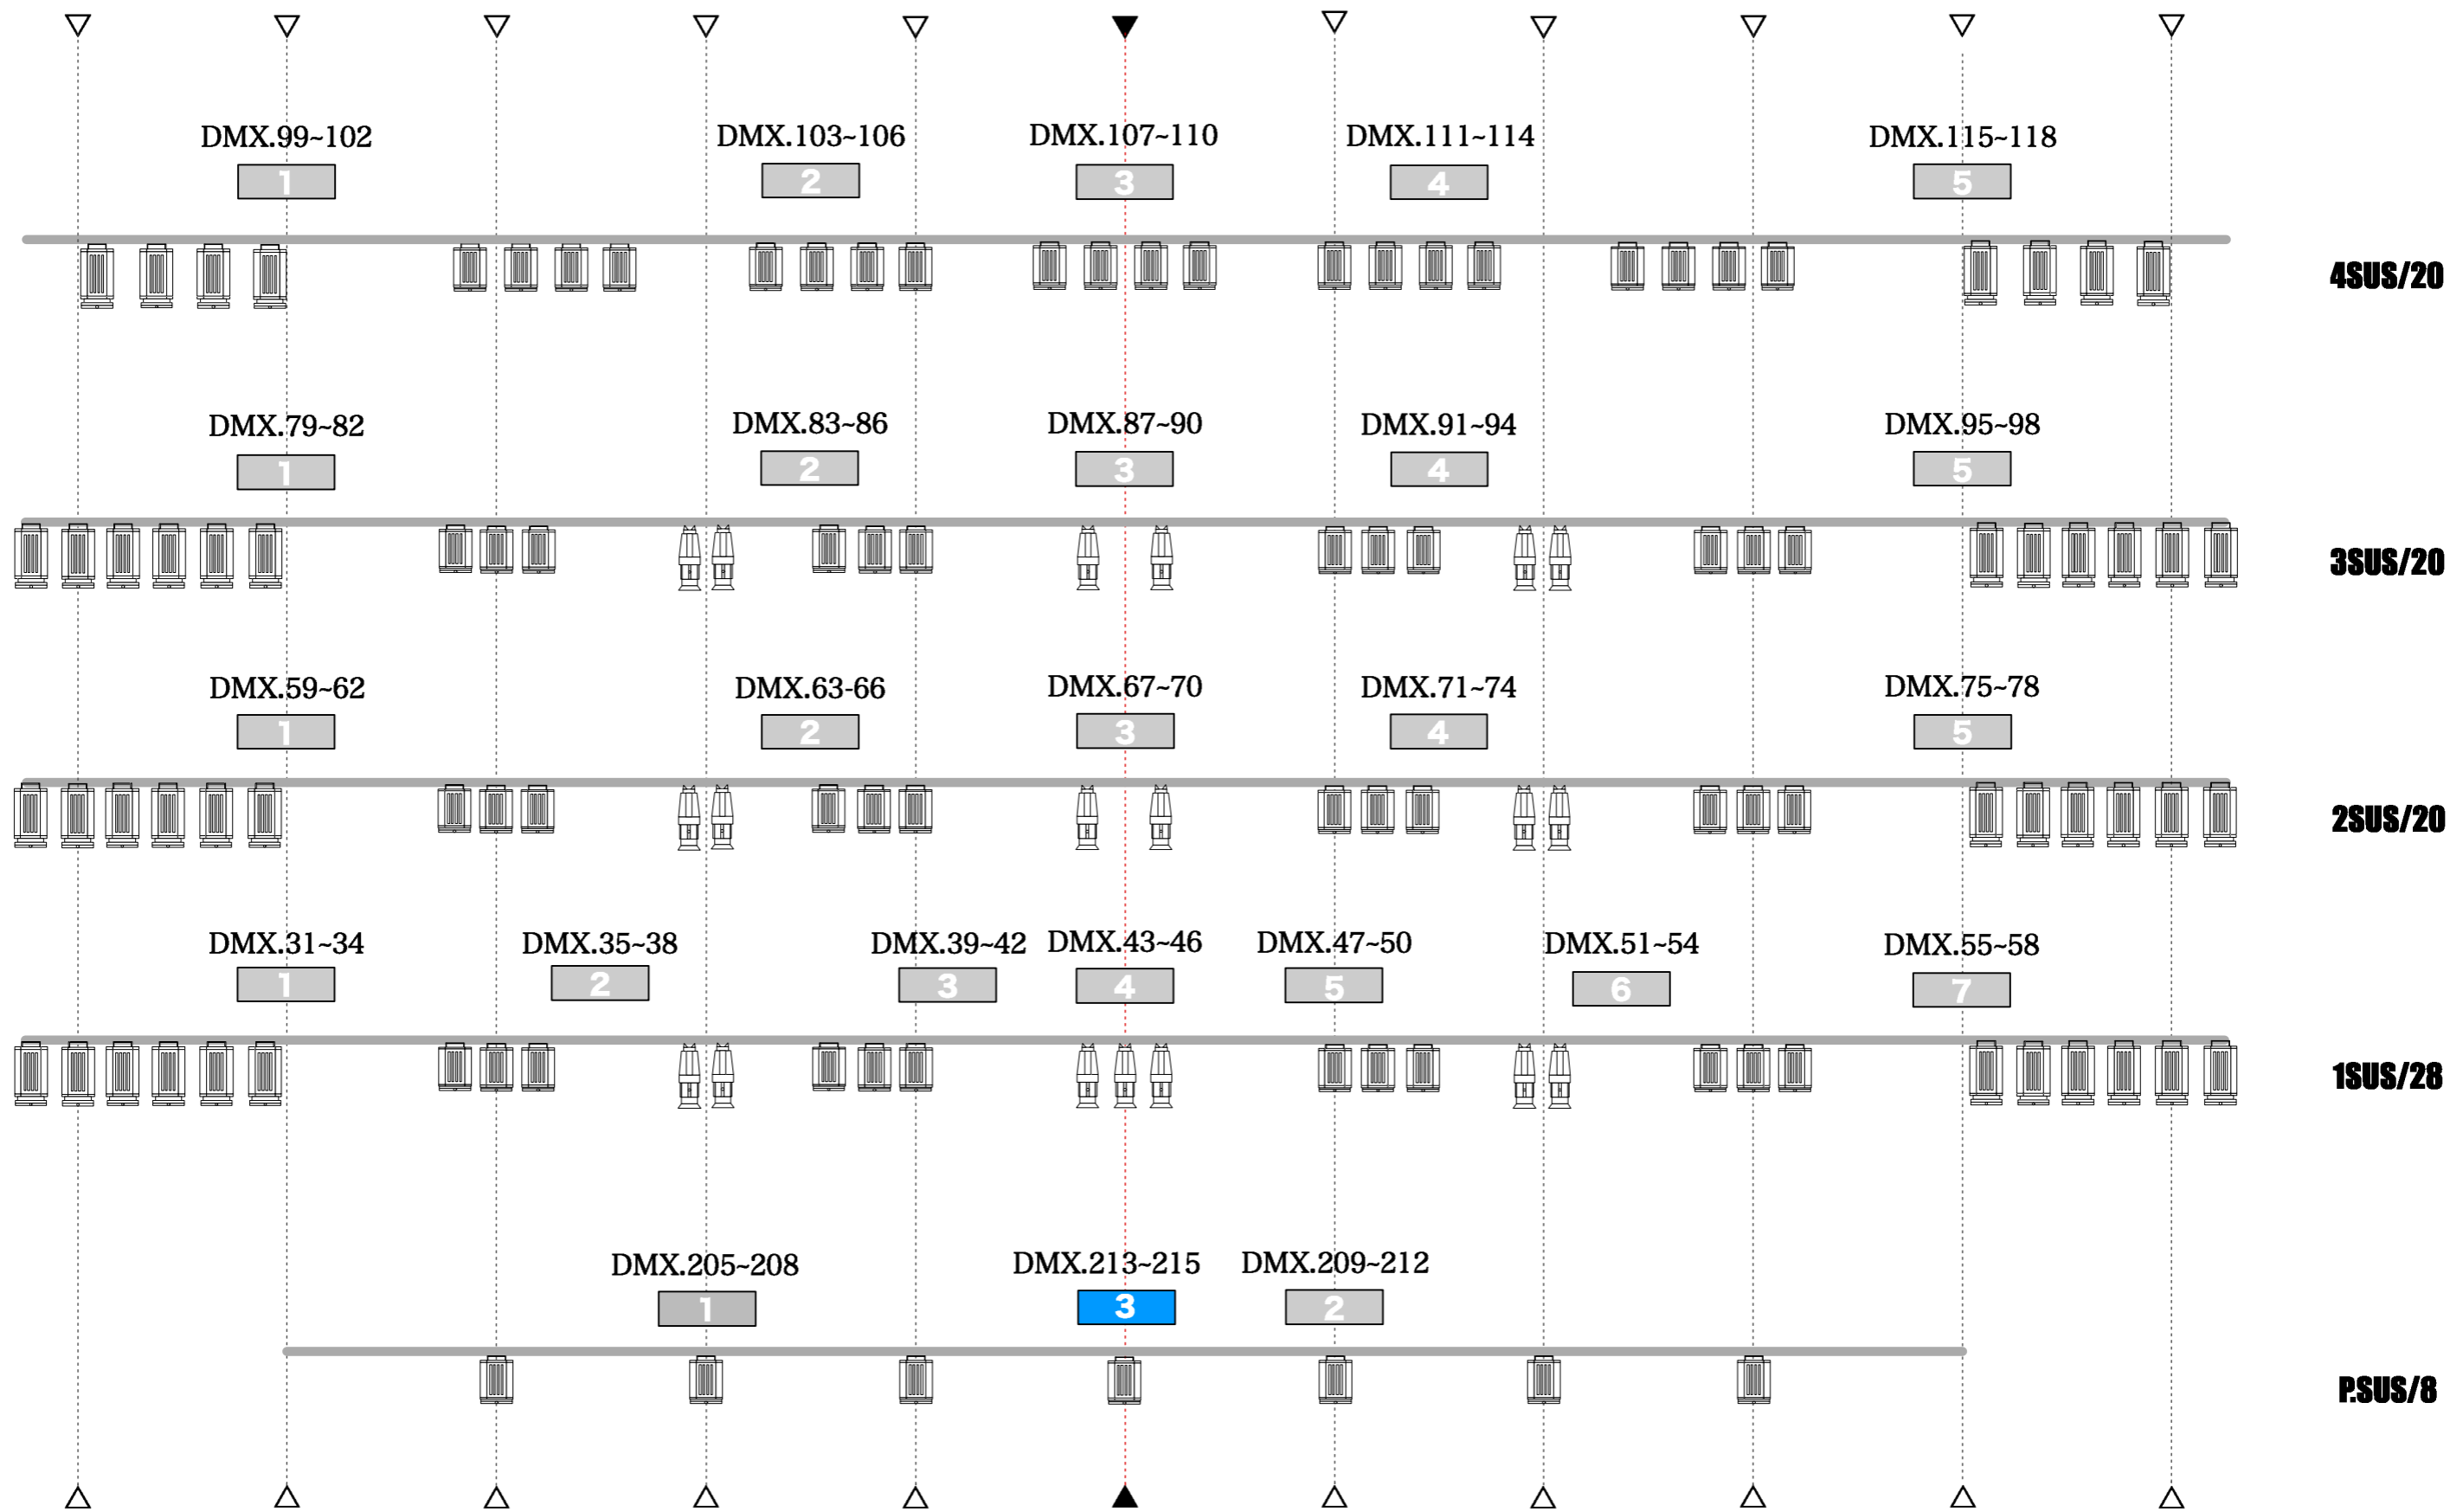 DMX.99~102
DMX.103~106
DMX.107~110
DMX.111~114
DMX.115~118
1
2
3
4
5
4SUS/20
DMX.79~82
DMX.83~86
DMX.87~90
DMX.91~94
DMX.95~98
1
2
3
4
5
3SUS/20
DMX.59~62
DMX.63-66
DMX.67~70
DMX.71~74
DMX.75~78
1
2
3
4
5
2SUS/20
DMX.31~34
DMX.35~38
DMX.39~42
DMX.43~46
DMX.47~50
DMX.51~54
DMX.55~58
1
2
3
4
5
6
7
1SUS/28
DMX.205~208
DMX.213~215
DMX.209~212
1
3
2
P.SUS/8